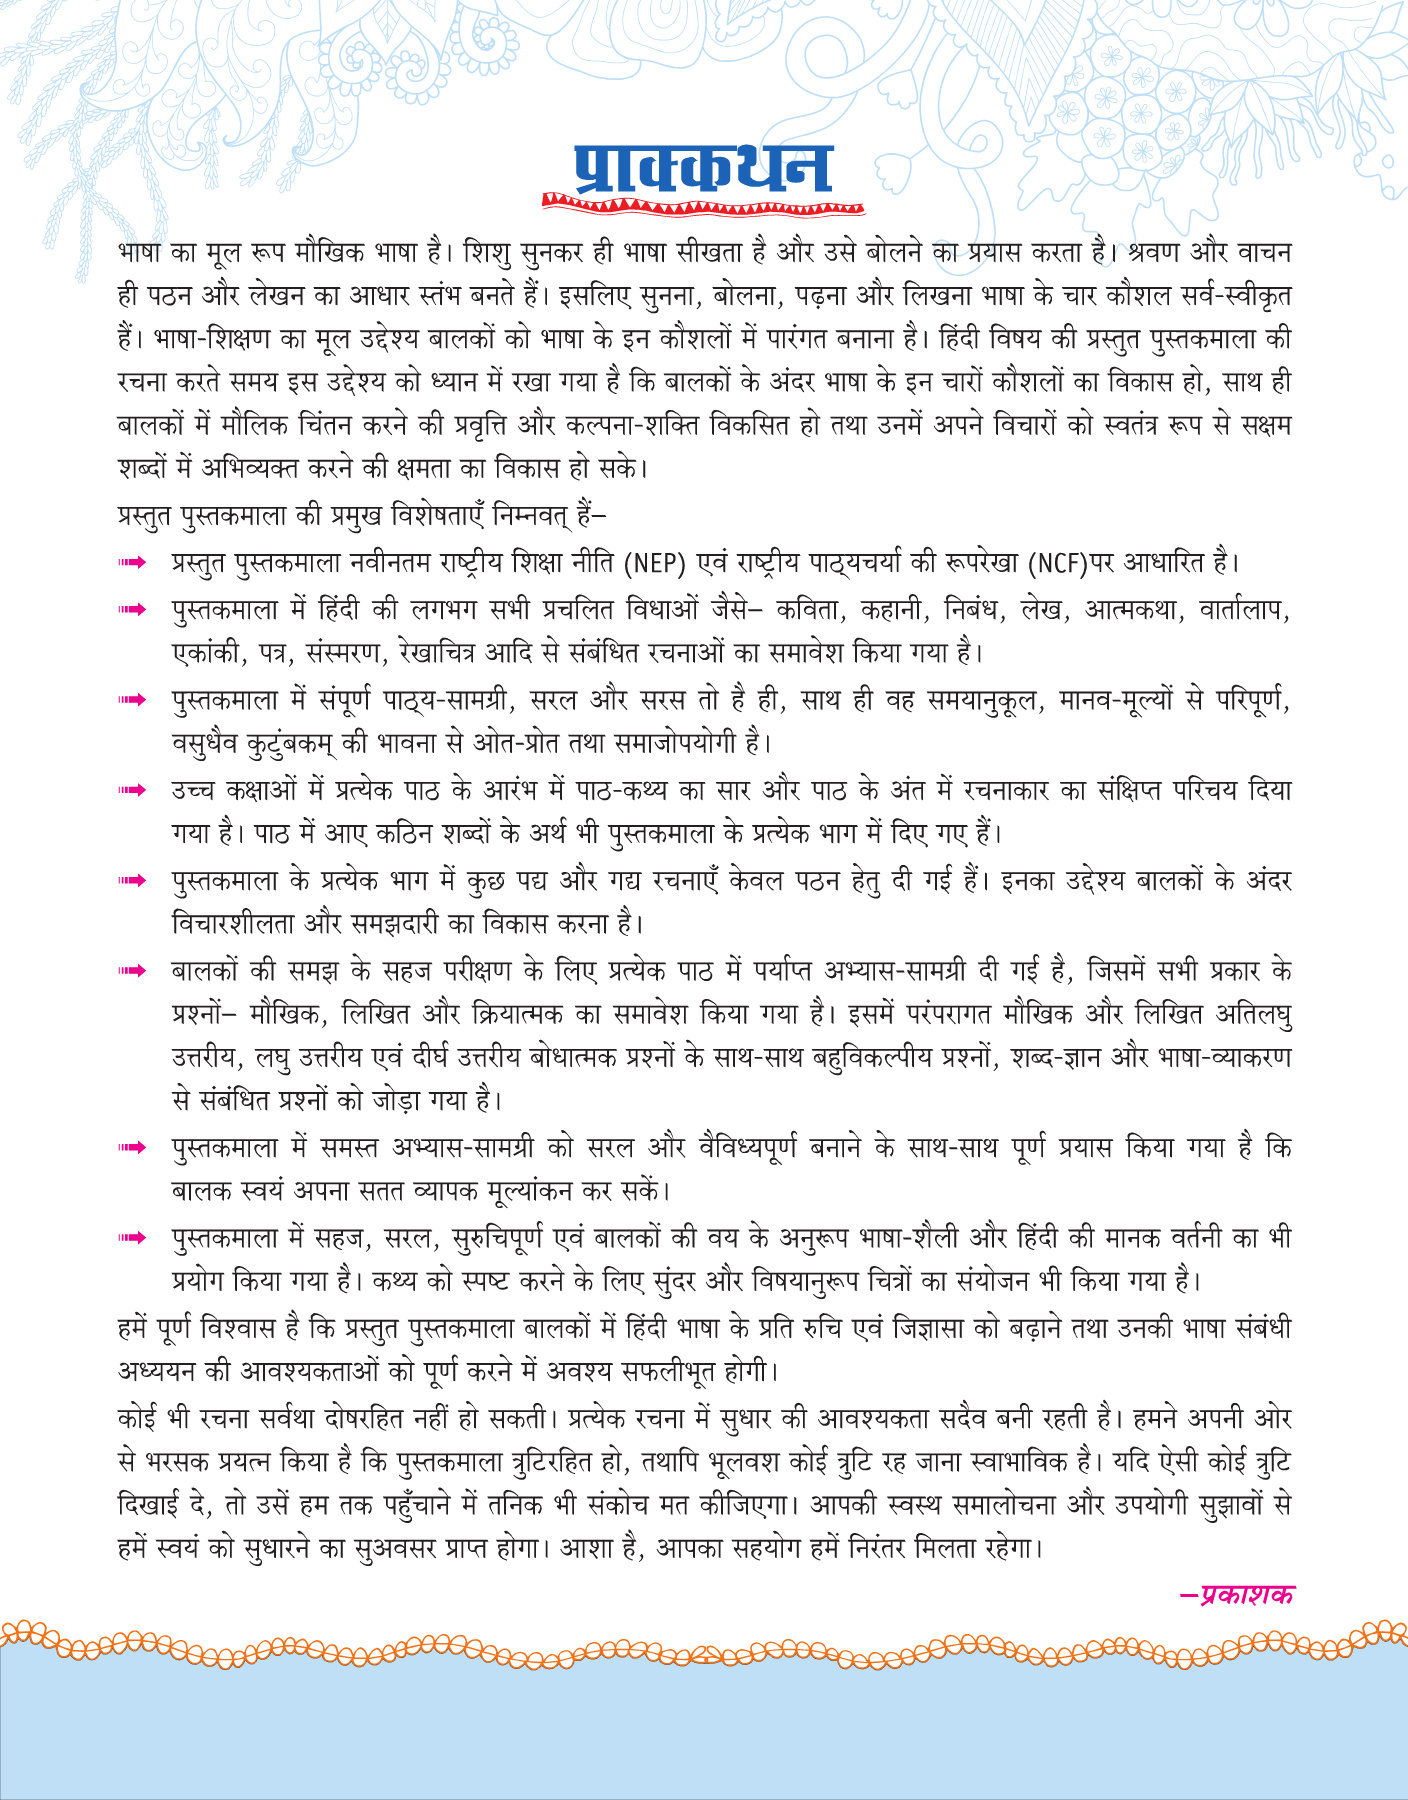 प्राक्कथन
भाषा का मूल रूप मौखिक भाषा है। शिशु सुनकर ही भाषा सीखता है और उसे बोलने का प्रयास करता है। श्रवण और वाचन
ही पठन और लेखन का आधार स्तंभ बनते हैं। इसलिए सुनना, बोलना, पढ़ना और लिखना भाषा के चार कौशल सर्व-स्वीकृत
हैं। भाषा-शिक्षण का मूल उद्देश्य बालकों को भाषा के इन कौशलों में पारंगत बनाना है। हिंदी विषय की प्रस्तुत पुस्तकमाला की
रचना करते समय इस उद्देश्य को ध्यान में रखा गया है कि बालकों के अंदर भाषा के इन चारों कौशलों का विकास हो, साथ ही
बालकों में मौलिक चिंतन करने की प्रवृत्ति और कल्पना-शक्ति विकसित हो तथा उनमें अपने विचारों को स्वतंत्र रूप से सक्षम
शब्दों में अभिव्यक्त करने की क्षमता का विकास हो सके।
प्रस्तुत पुस्तकमाला की प्रमुख विशेषताएँ निम्नवत् हैं–
प्रस्तुत पुस्तकमाला नवीनतम राष्ट्रीय शिक्षा नीति (NEP) एवं राष्ट्रीय पाठ्यचर्या की रूपरेखा (NCF)पर आधारित है।
पुस्तकमाला में हिंदी की लगभग सभी प्रचलित विधाओं जैसे– कविता, कहानी, निबंध, लेख, आत्मकथा, वार्तालाप,
एकांकी, पत्र, संस्मरण, रेखाचित्र आदि से संबंधित रचनाओं का समावेश किया गया है।
पुस्तकमाला में संपूर्ण पाठ्य-सामग्री, सरल और सरस तो है ही, साथ ही वह समयानुकूल, मानव-मूल्यों से परिपूर्ण,
वसुधैव कुटुंबकम् की भावना से ओत-प्रोत तथा समाजोपयोगी है।
उच्च कक्षाओं में प्रत्येक पाठ के आरंभ में पाठ-कथ्य का सार और पाठ के अंत में रचनाकार का संक्षिप्त परिचय दिया
गया है। पाठ में आए कठिन शब्दों के अर्थ भी पुस्तकमाला के प्रत्येक भाग में दिए गए हैं।
पुस्तकमाला के प्रत्येक भाग में कुछ पद्य और गद्य रचनाएँ केवल पठन हेतु दी गई हैं। इनका उद्देश्य बालकों के अंदर
विचारशीलता और समझदारी का विकास करना है।
बालकों की समझ के सहज परीक्षण के लिए प्रत्येक पाठ में पर्याप्त अभ्यास-सामग्री दी गई है, जिसमें सभी प्रकार के
प्रश्नों– मौखिक, लिखित और क्रियात्मक का समावेश किया गया है। इसमें परंपरागत मौखिक और लिखित अतिलघु
उत्तरीय, लघु उत्तरीय एवं दीर्घ उत्तरीय बोधात्मक प्रश्नों के साथ-साथ बहुविकल्पीय प्रश्नों, शब्द-ज्ञान और भाषा-व्याकरण
से संबंधित प्रश्नों को जोड़ा गया है।
पुस्तकमाला में समस्त अभ्यास-सामग्री को सरल और वैविध्यपूर्ण बनाने के साथ-साथ पूर्ण प्रयास किया गया है कि
बालक स्वयं अपना सतत व्यापक मूल्यांकन कर सकें।
पुस्तकमाला में सहज, सरल, सुरुचिपूर्ण एवं बालकों की वय के अनुरूप भाषा-शैली और हिंदी की मानक वर्तनी का भी
प्रयोग किया गया है। कथ्य को स्पष्ट करने के लिए सुंदर और विषयानुरूप चित्रों का संयोजन भी किया गया है।
हमें पूर्ण विश्वास है कि प्रस्तुत पुस्तकमाला बालकों में हिंदी भाषा के प्रति रुचि एवं जिज्ञासा को बढ़ाने तथा उनकी भाषा संबंधी
अध्ययन की आवश्यकताओं को पूर्ण करने में अवश्य सफलीभूत होगी।
कोई भी रचना सर्वथा दोषरहित नहीं हो सकती। प्रत्येक रचना में सुधार की आवश्यकता सदैव बनी रहती है। हमने अपनी ओर
से भरसक प्रयत्न किया है कि पुस्तकमाला त्रुटिरहित हो, तथापि भूलवश कोई त्रुटि रह जाना स्वाभाविक है। यदि ऐसी कोई त्रुटि
दिखाई दे, तो उसें हम तक पहुँचाने में तनिक भी संकोच मत कीजिएगा। आपकी स्वस्थ समालोचना और उपयोगी सुझावों से
हमें स्वयं को सुधारने का सुअवसर प्राप्त होगा। आशा है, आपका सहयोग हमें निरंतर मिलता रहेगा।
–प्रकाशक